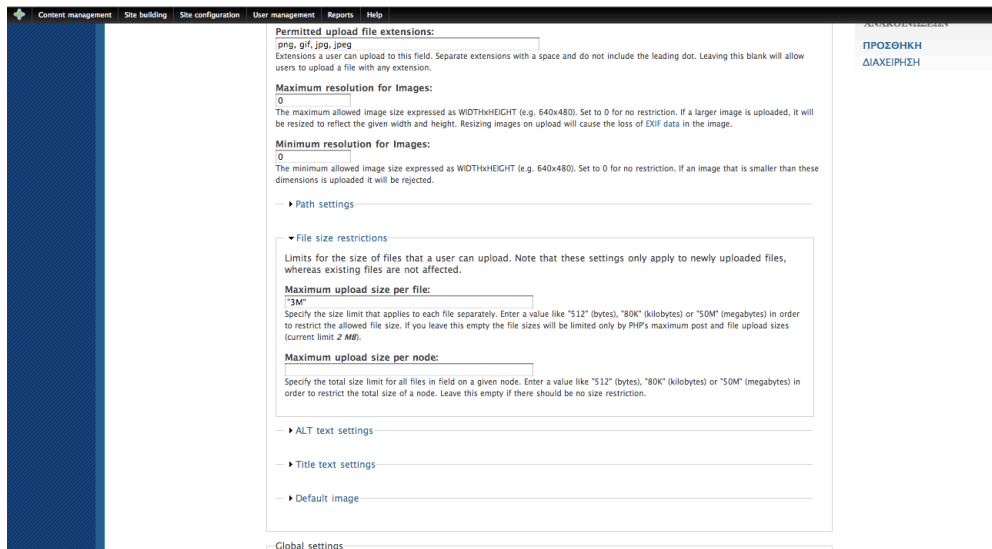 Content management Site building Site configuration User management Reports Help
Permitted upload file extensions:
png, gif, jpg, jpeg
Extensions a user can upload to this field. Separate extensions with a space and do not include the leading dot. Leaving this blank will allow
users to upload a file with any extension.
Maximum resolution for Images:
0
The maximum allowed image size expressed as WIDTHxHEIGHT (e.g. 640x480). Set to 0 for no restriction. If a larger image is uploaded, it will
be resized to reflect the given width and height. Resizing images on upload will cause the loss of EXIF data in the image.
Minimum resolution for Images:
0
The minimum allowed image size expressed as WIDTHxHEIGHT (e.g. 640x480). Set to 0 for no restriction. If an image that is smaller than these
dimensions is uploaded it will be rejected.
Path settings
File size restrictions
Limits for the size of files that a user can upload. Note that these settings only apply to newly uploaded files,
whereas existing files are not affected.
Maximum upload size per file:
"3M"
Specify the size limit that applies to each file separately. Enter a value like "512" (bytes), "80K" (kilobytes) or "50M" (megabytes) in order
to restrict the allowed file size. If you leave this empty the file sizes will be limited only by PHP's maximum post and file upload sizes
(current limit 2 MB).
Maximum upload size per node:
Specify the total size limit for all files in field on a given node. Enter a value like "512" (bytes), "80K" (kilobytes) or "50M" (megabytes) in
order to restrict the total size of a node. Leave this empty if there should be no size restriction.
ALT text settings
Title text settings
Default image
Global settings
ΑΝΑΚΟΙΝΩΣΕΩΝ
ΠΡΟΣΘΗΚΗ
ΔΙΑΧΕΙΡΗΣΗ